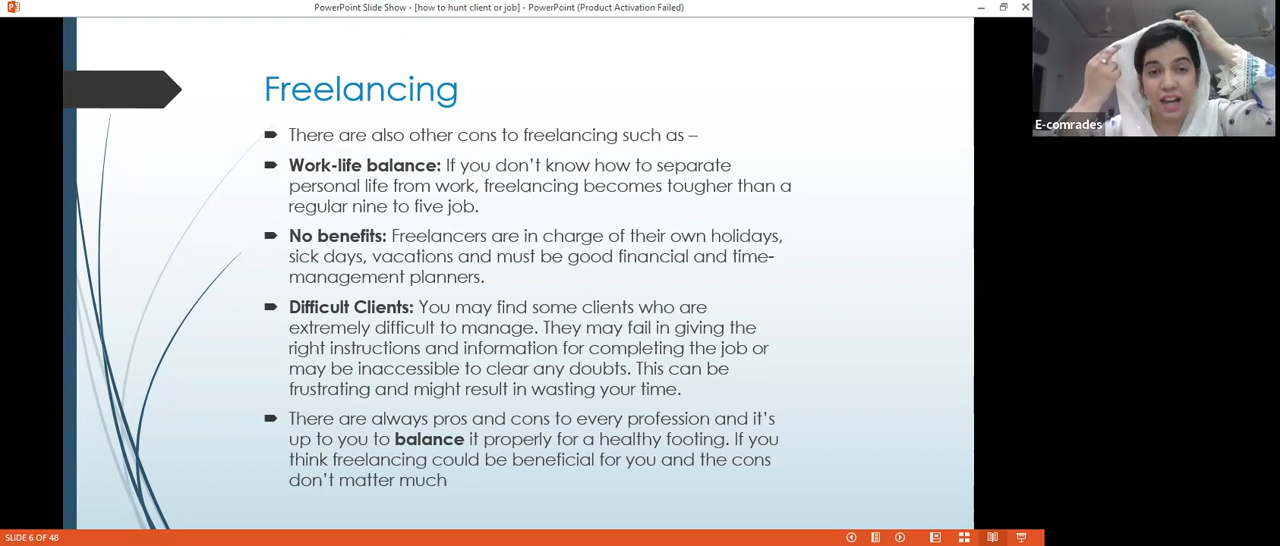 PowerPoint Slide Show - [how to hunt client or job] - PowerPoint (Product Activation Failed)
E-comrades
Freelancing
There are also other cons to freelancing such as –
Work-life balance: If you don't know how to separate
personal life from work, freelancing becomes tougher than a
regular nine to five job.
No benefits: Freelancers are in charge of their own holidays,
sick days, vacations and must be good financial and time-
management planners.
Difficult Clients: You may find some clients who are
extremely difficult to manage. They may fail in giving the
right instructions and information for completing the job or
may be inaccessible to clear any doubts. This can be
frustrating and might result in wasting your time.
There are always pros and cons to every profession and it's
up to you to balance it properly for a healthy footing. If you
think freelancing could be beneficial for you and the cons
don't matter much
SLIDE 6 OF 48